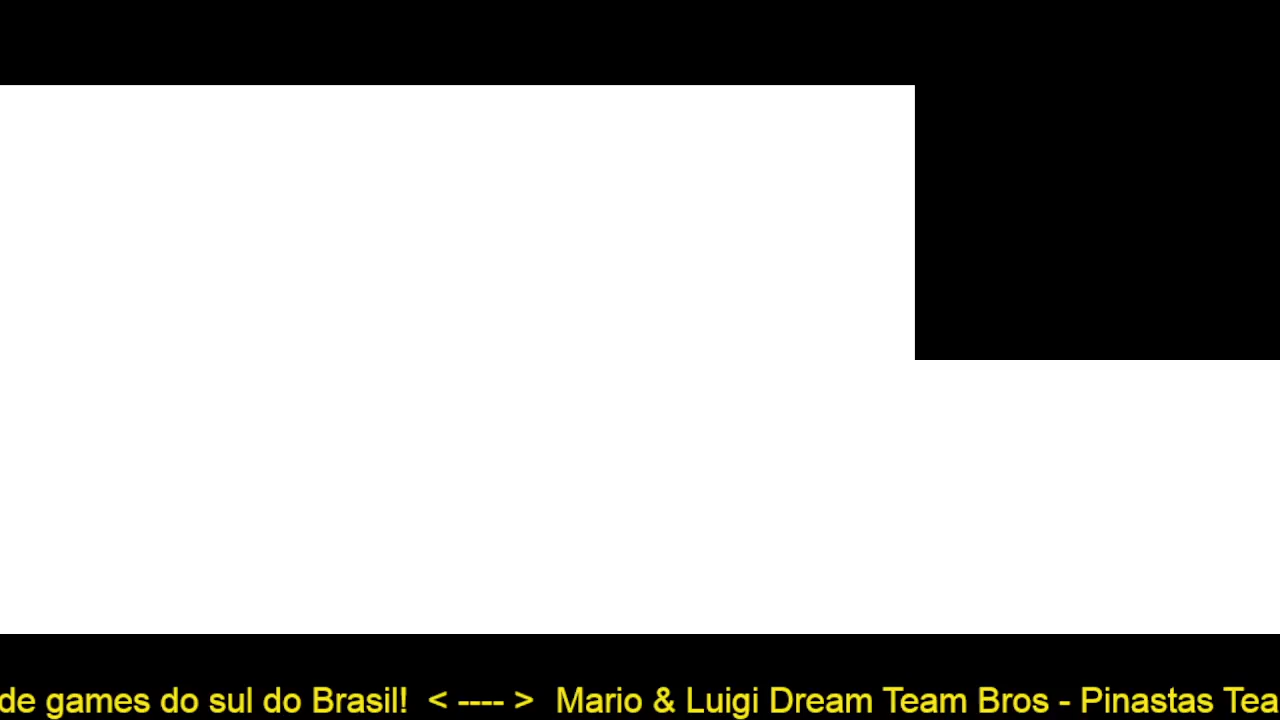 de games do sul do Brasil! < ---- > Mario & Luigi Dream Team Bros - Pinastas Tea